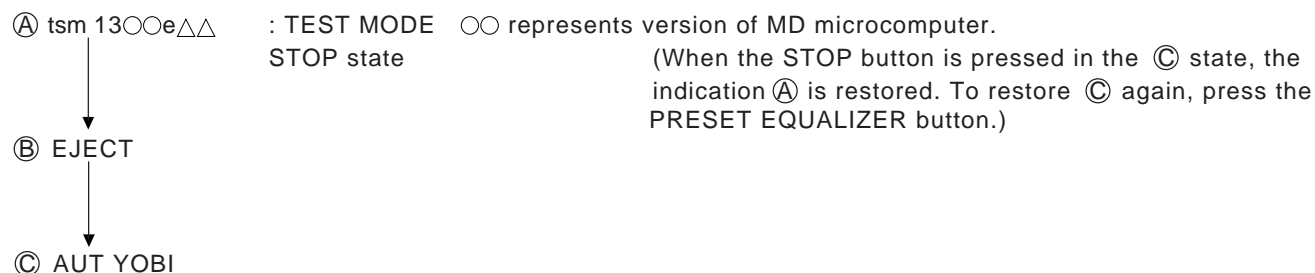 Ⓐ tsm 13○○e△△ : TEST MODE ○○ represents version of MD microcomputer.
STOP state (When the STOP button is pressed in the Ⓒ state, the
indication Ⓐ is restored. To restore Ⓒ again, press the
PRESET EQUALIZER button.)
Ⓑ EJECT
Ⓒ AUT YOBI